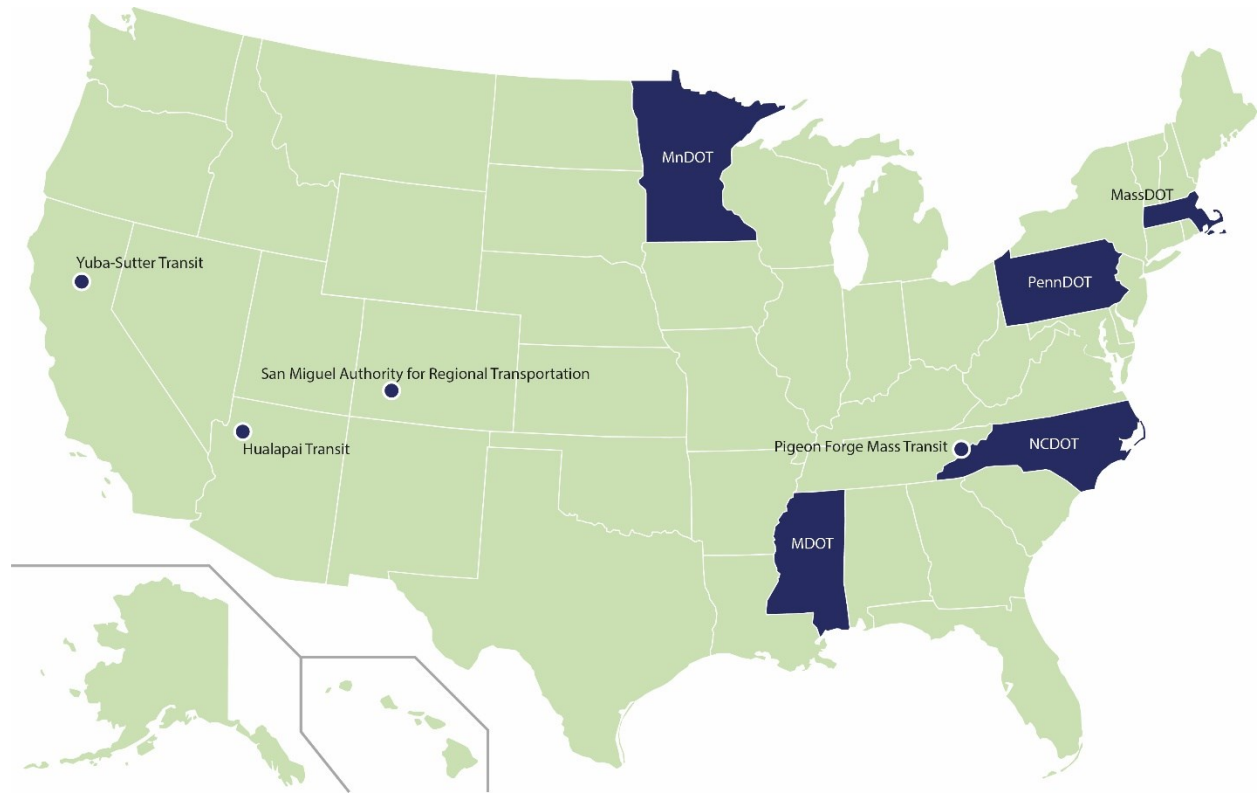 MnDOT
MassDOT
Yuba-Sutter Transit
PennDOT
San Miguel Authority for Regional Transportation
Hualapai Transit
Pigeon Forge Mass Transit
NCDOT
MDOT